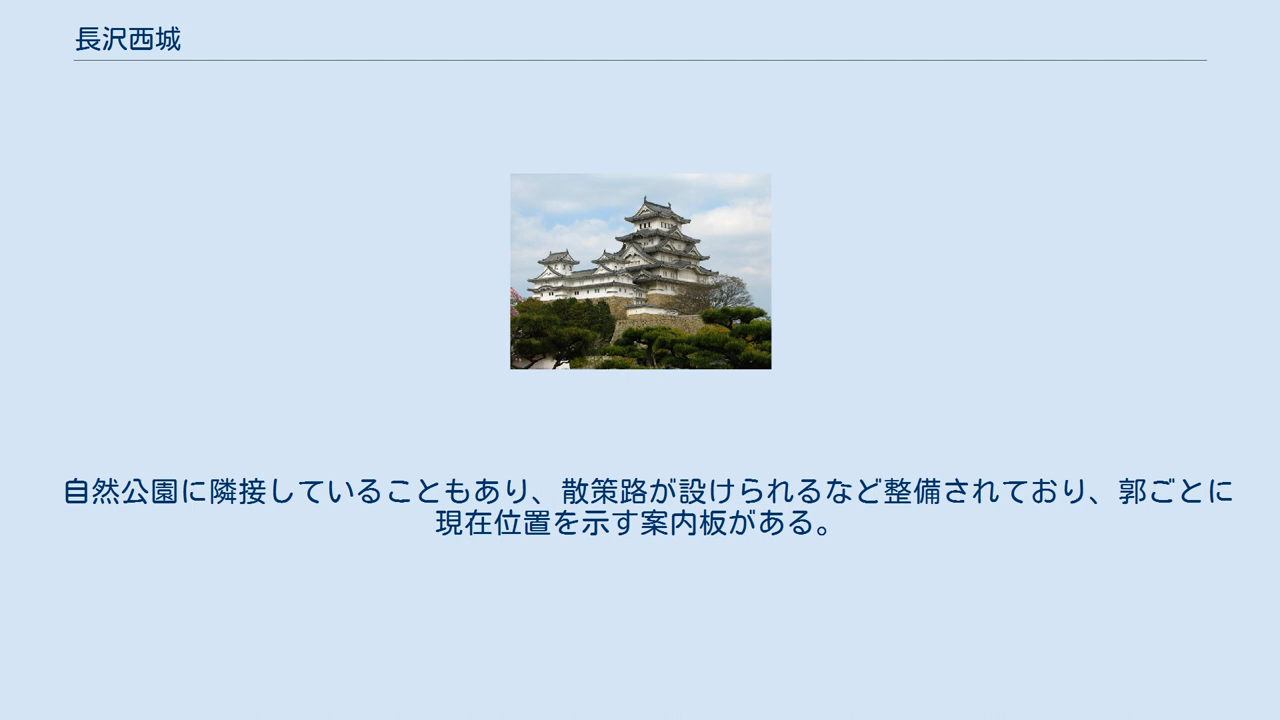 長沢西城
自然公園に隣接していることもあり、散策路が設けられるなど整備されており、郭ごとに
現在位置を示す案内板がある。